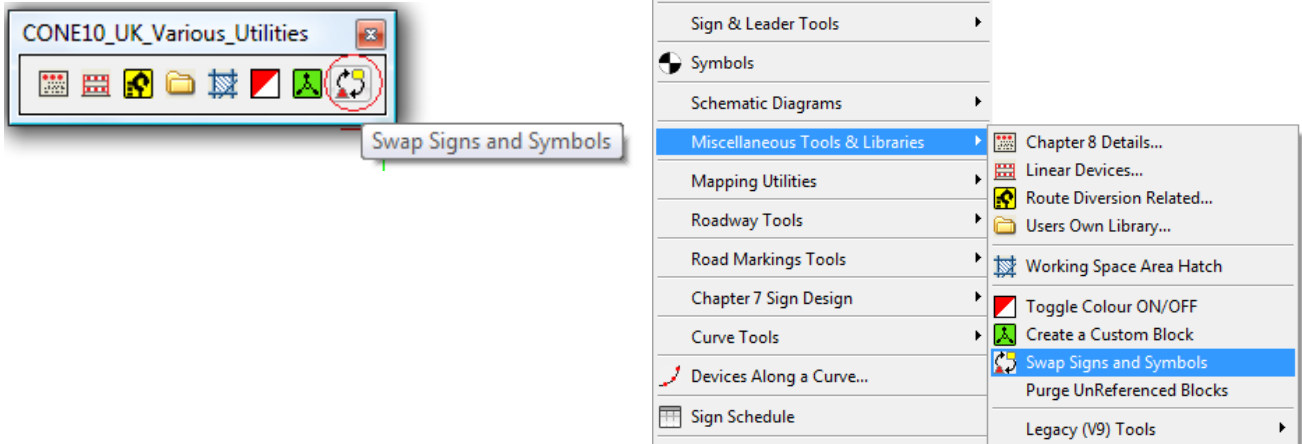 CONE10_UK_Various_Utilities
Swap Signs and Symbols
Sign & Leader Tools
Symbols
Schematic Diagrams
Miscellaneous Tools & Libraries
Mapping Utilities
Roadway Tools
Road Markings Tools
Chapter 7 Sign Design
Curve Tools
Devices Along a Curve...
Sign Schedule
Chapter 8 Details...
Linear Devices...
Route Diversion Related...
Users Own Library...
Working Space Area Hatch
Toggle Colour ON/OFF
Create a Custom Block
Swap Signs and Symbols
Purge UnReferenced Blocks
Legacy (V9) Tools